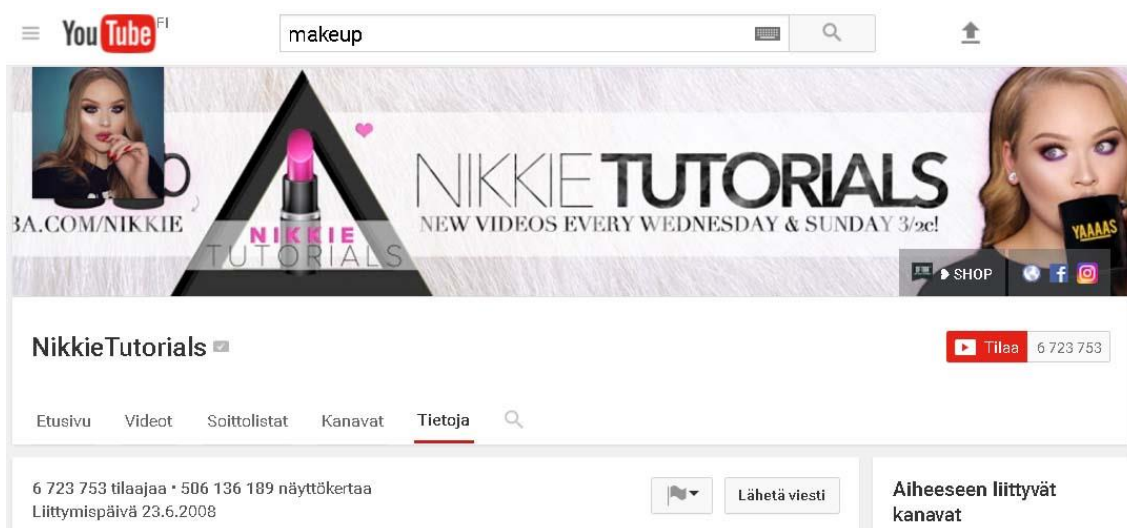 YouTube FI
makeup
BA.COM/NIKKIE
NIKKIE
TUTORIALS
NIKKIETUTORIALS
NEW VIDEOS EVERY WEDNESDAY & SUNDAY 3/2c!
YAAAAS
❥ SHOP
NikkieTutorials
Tilaa 6 723 753
Etusivu Videot Soittolistat Kanavat Tietoja
6 723 753 tilaajaa • 506 136 189 näyttökertaa
Liittymispäivä 23.6.2008
Lähetä viesti
Aiheeseen liittyvät
kanavat